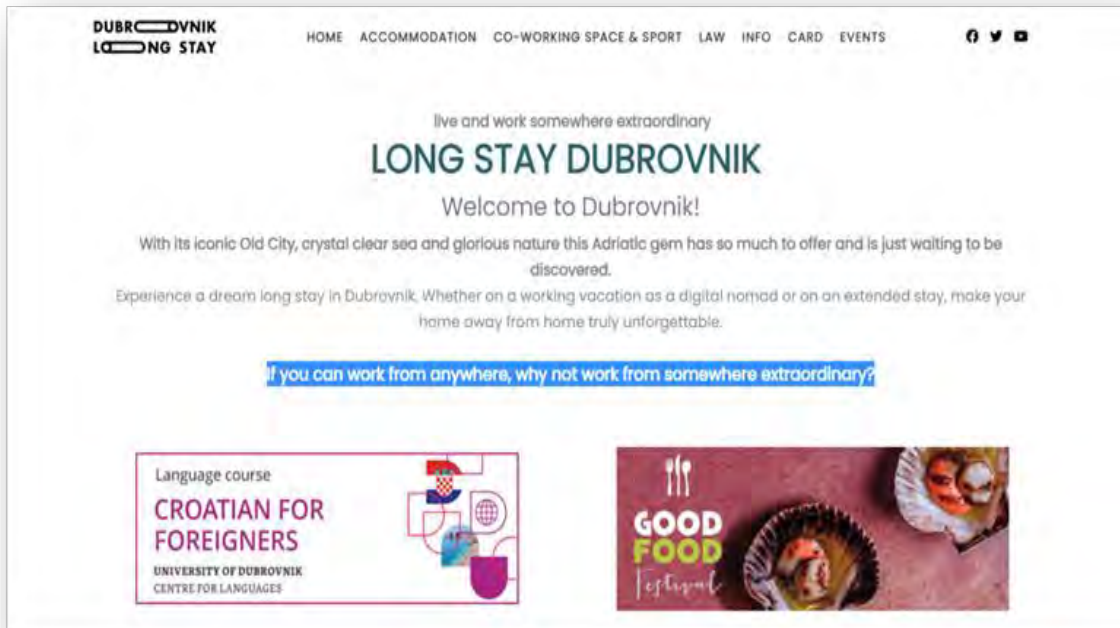 DUBROVNIK
LONG STAY
HOME ACCOMMODATION CO-WORKING SPACE & SPORT LAW INFO CARD EVENTS
live and work somewhere extraordinary
LONG STAY DUBROVNIK
Welcome to Dubrovnik!
With its iconic Old City, crystal clear sea and glorious nature this Adriatic gem has so much to offer and is just waiting to be
discovered.
Experience a dream long stay in Dubrovnik. Whether on a working vacation as a digital nomad or on an extended stay, make your
home away from home truly unforgettable.
If you can work from anywhere, why not work from somewhere extraordinary?
Language course
CROATIAN FOR
FOREIGNERS
UNIVERSITY OF DUBROVNIK
CENTRE FOR LANGUAGES
GOOD
FOOD
Festival